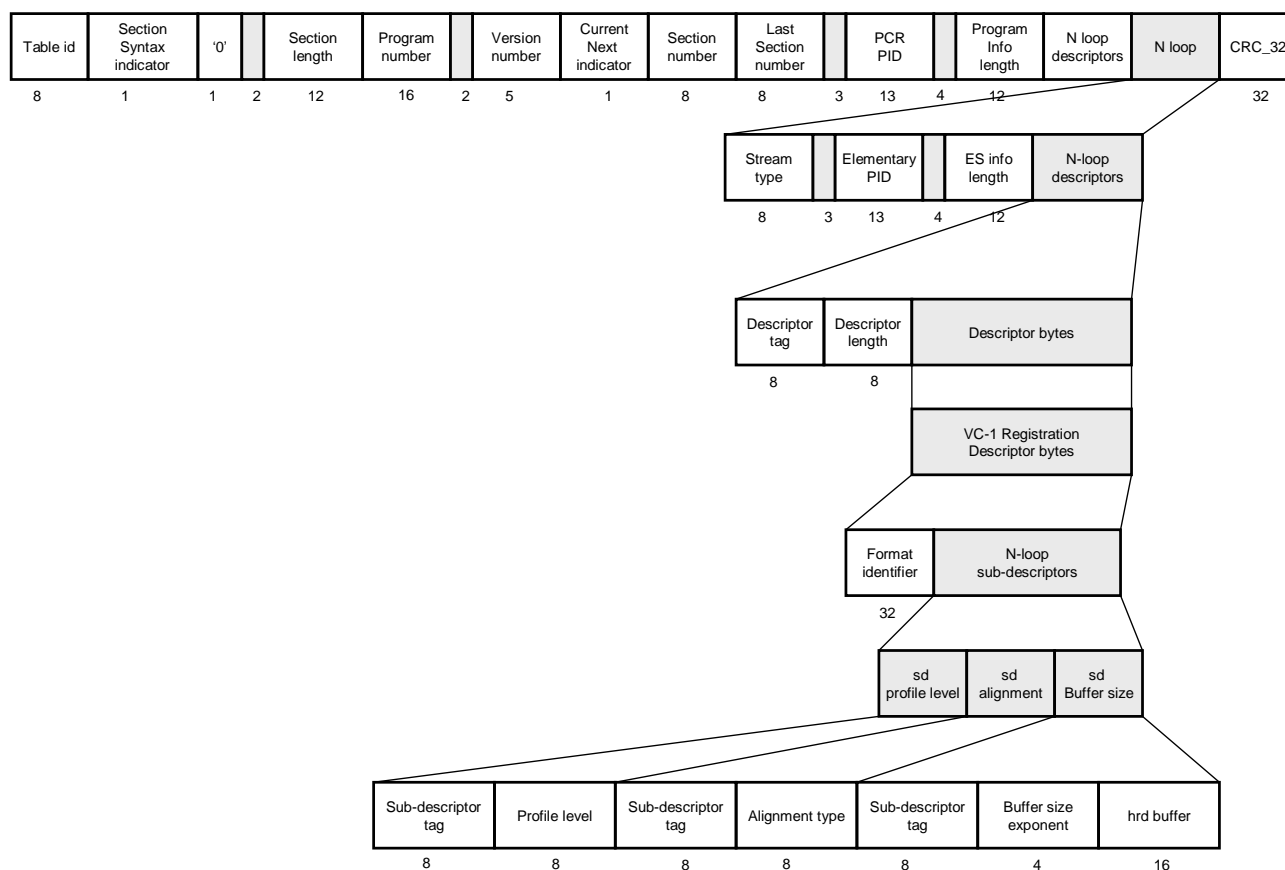 Table id
Section
Syntax
indicator
‘0’
Section
length
Program
number
Version
number
Current
Next
indicator
Section
number
Last
Section
number
PCR
PID
Program
Info
length
N loop
descriptors
N loop
CRC_32
8 1 1 2 12 16 2 5 1 8 8 3 13 4 12 32
Stream
type
Elementary
PID
ES info
length
N-loop
descriptors
8 3 13 4 12
Descriptor
tag
Descriptor
length
Descriptor bytes
8 8
VC-1 Registration
Descriptor bytes
Format
identifier
N-loop
sub-descriptors
32
sd
profile level
sd
alignment
sd
Buffer size
Sub-descriptor
tag
Profile level
Sub-descriptor
tag
Alignment type
Sub-descriptor
tag
Buffer size
exponent
hrd buffer
8 8 8 8 8 4 16